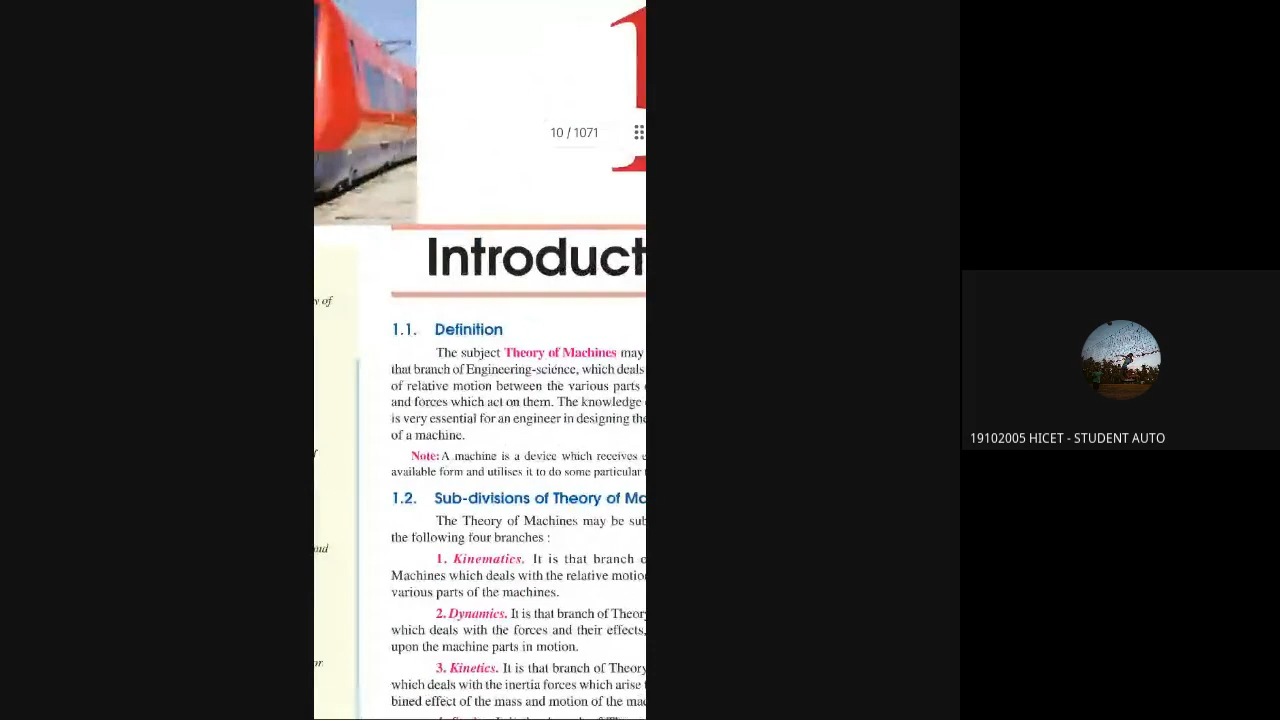 1
10 / 1071
Introduct
y of
1.1. Definition
The subject Theory of Machines may
that branch of Engineering-science, which deals
of relative motion between the various parts
and forces which act on them. The knowledge
is very essential for an engineer in designing the
of a machine.
Note: A machine is a device which receives e
available form and utilises it to do some particular
1.2. Sub-divisions of Theory of Ma
The Theory of Machines may be sub
the following four branches :
1. Kinematics. It is that branch o
Machines which deals with the relative motio
various parts of the machines.
2. Dynamics. It is that branch of Theory
which deals with the forces and their effects,
upon the machine parts in motion.
3. Kinetics. It is that branch of Theory
which deals with the inertia forces which arise
bined effect of the mass and motion of the mac
19102005 HICET - STUDENT AUTO